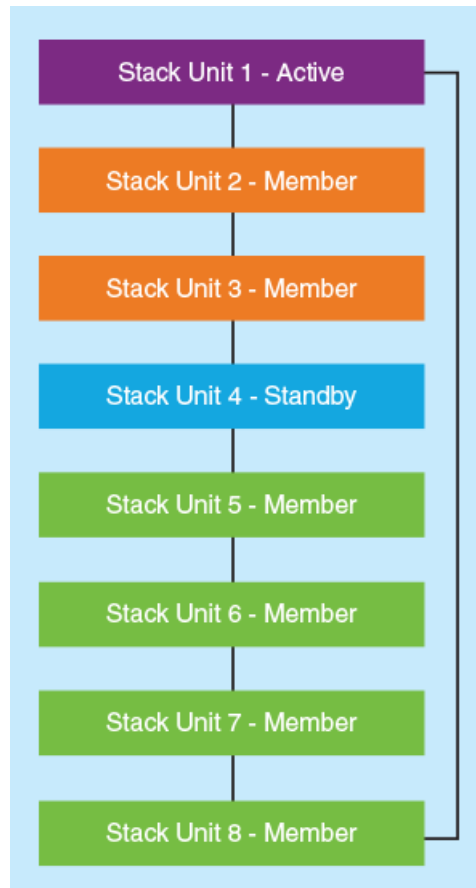 Stack Unit 1 - Active
Stack Unit 2 - Member
Stack Unit 3 - Member
Stack Unit 4 - Standby
Stack Unit 5 - Member
Stack Unit 6 - Member
Stack Unit 7 - Member
Stack Unit 8 - Member